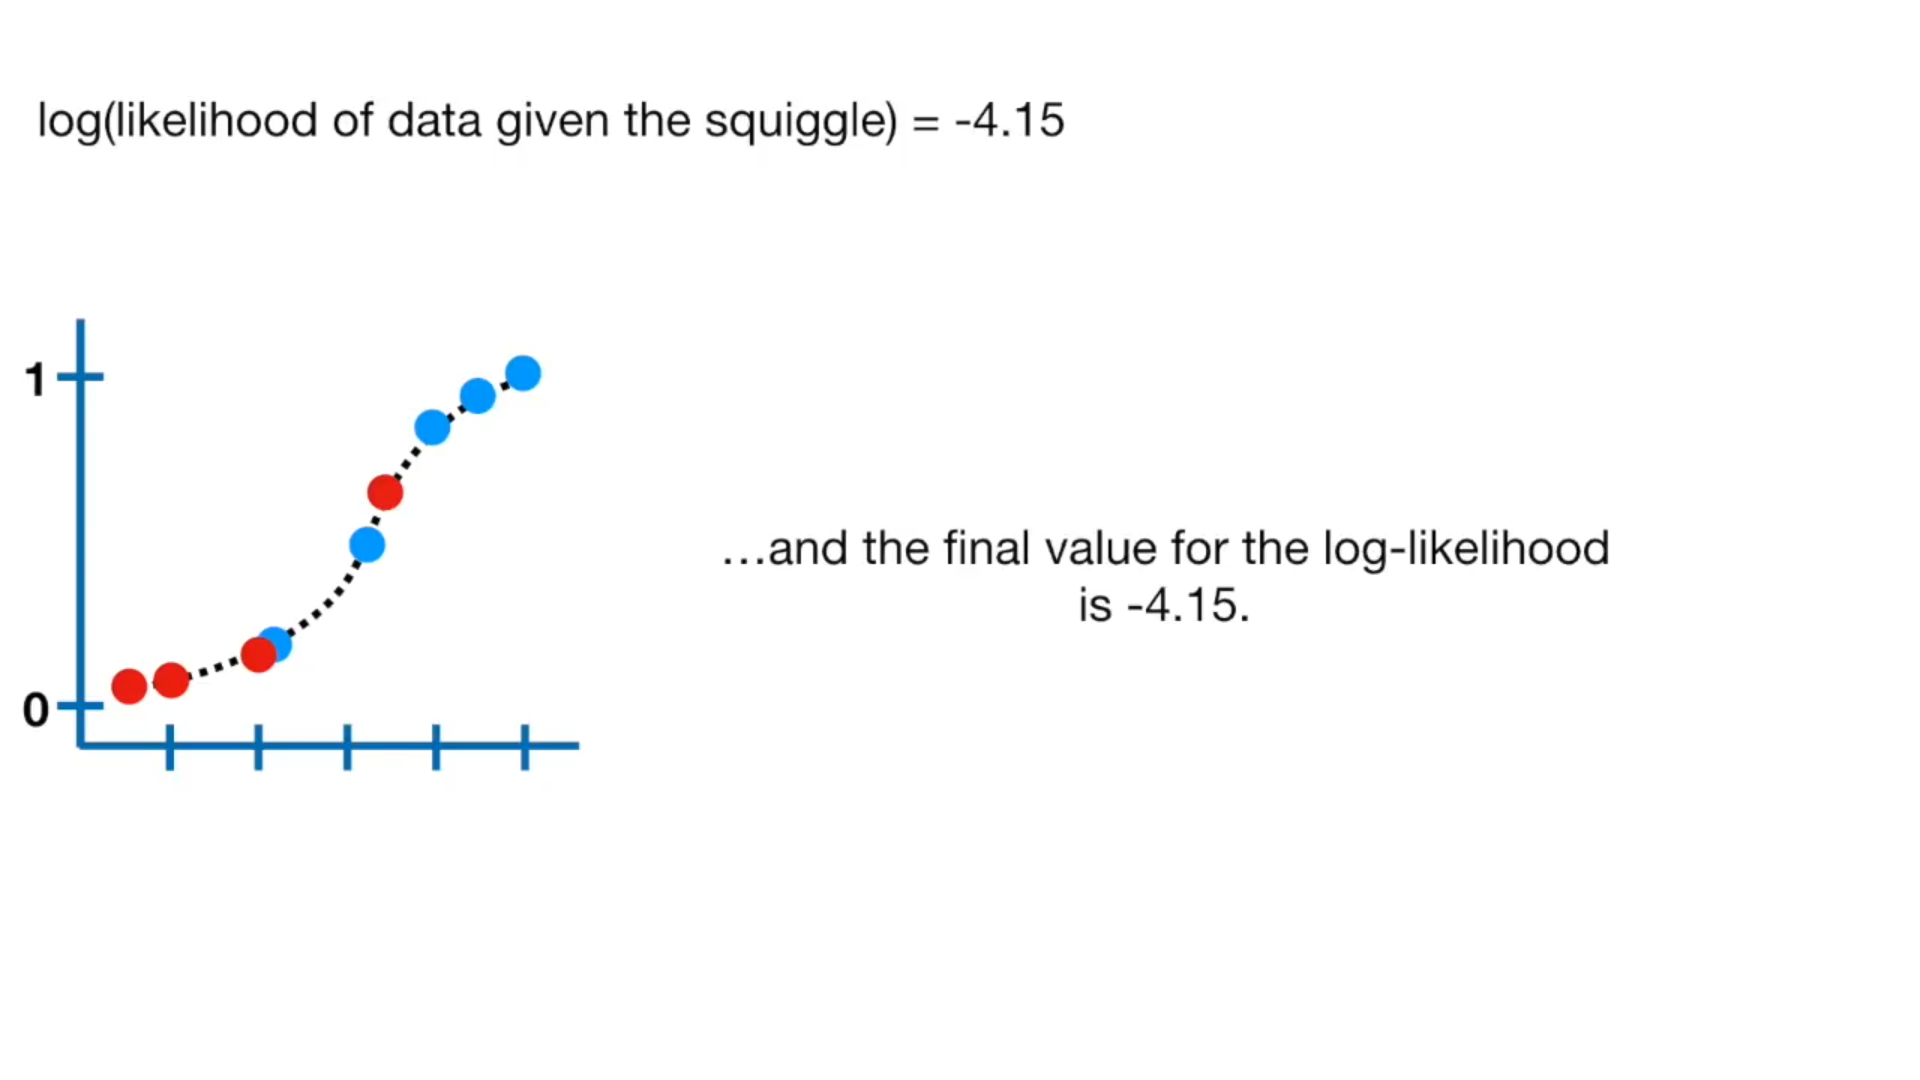 log(likelihood of data given the squiggle) = -4.15
1
0
…and the final value for the log-likelihood
is -4.15.